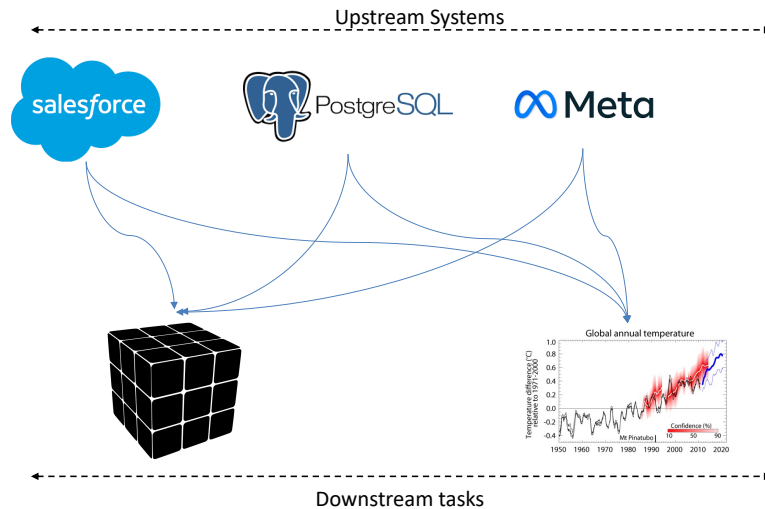 Upstream Systems
salesforce
PostgreSQL
Meta
Global annual temperature
Temperature difference (°C)
relative to 1971-2000
1.0
0.8
0.6
0.4
0.2
0.0
-0.2
-0.4
Mt Pinatubo
Confidence (%)
10 50 90
1950 1960 1970 1980 1990 2000 2010 2020
Downstream tasks